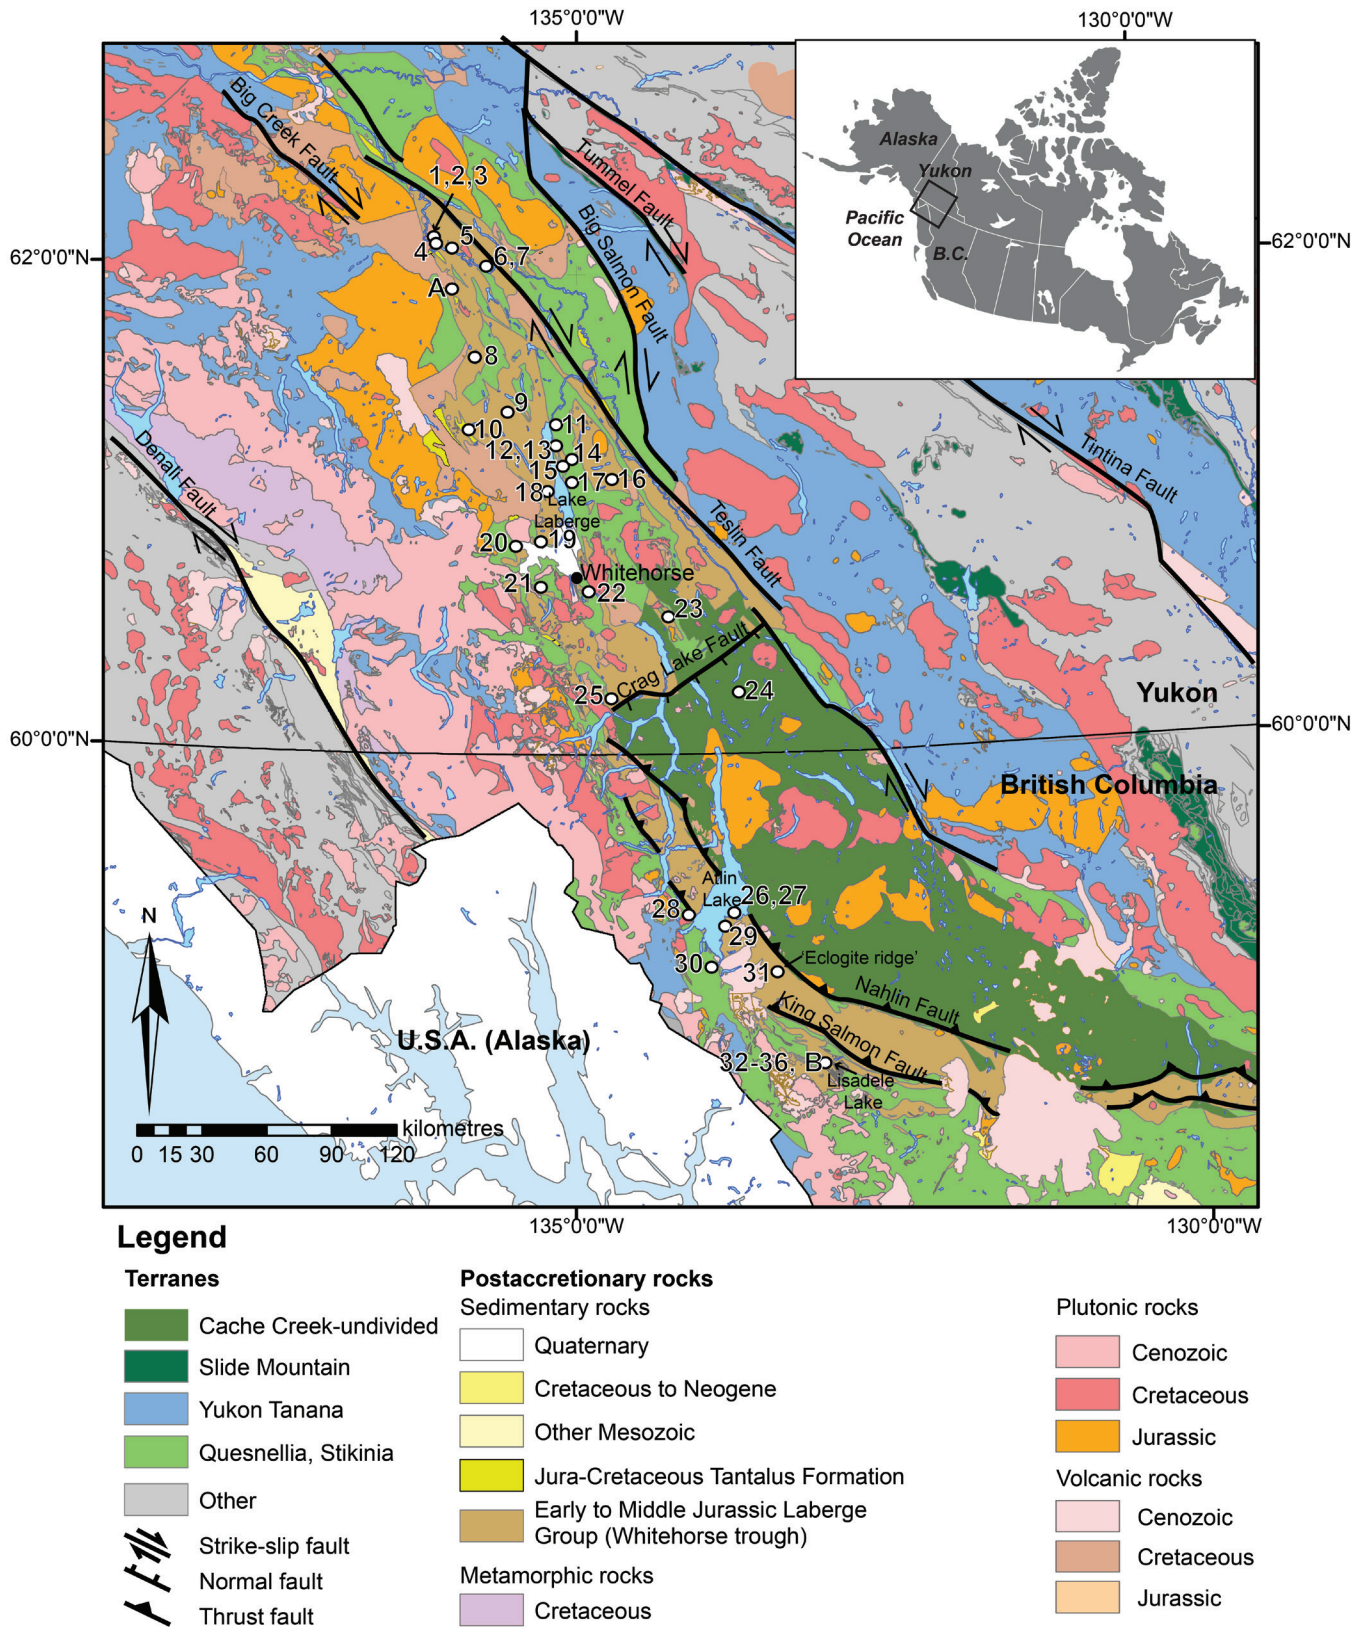 135°0'0"W
130°0'0"W
Alaska
Yukon
Pacific
Ocean
B.C.
Big Creek Fault
Tummel Fault
Big Salmon Fault
1,2,3
4
5
6,7
A
62°0'0"N
62°0'0"N
8
9
10
11
12, 13
14
15
16
17
18
Lake
Laberge
19
20
Whitehorse
21
22
23
Denali Fault
Teslin Fault
Tintina Fault
Crag Lake Fault
24
25
Yukon
60°0'0"N
60°0'0"N
British Columbia
Atlin
Lake
26,27
28
29
30
31
'Eclogite ridge'
Nahlin Fault
King Salmon Fault
32-36, B
Lisadele
Lake
N
U.S.A. (Alaska)
kilometres
0 15 30 60 90 120
135°0'0"W
130°0'0"W
Legend
Terranes
Cache Creek-undivided
Slide Mountain
Yukon Tanana
Quesnellia, Stikinia
Other
Strike-slip fault
Normal fault
Thrust fault
Postaccretionary rocks
Sedimentary rocks
Quaternary
Cretaceous to Neogene
Other Mesozoic
Jura-Cretaceous Tantalus Formation
Early to Middle Jurassic Laberge
Group (Whitehorse trough)
Metamorphic rocks
Cretaceous
Plutonic rocks
Cenozoic
Cretaceous
Jurassic
Volcanic rocks
Cenozoic
Cretaceous
Jurassic